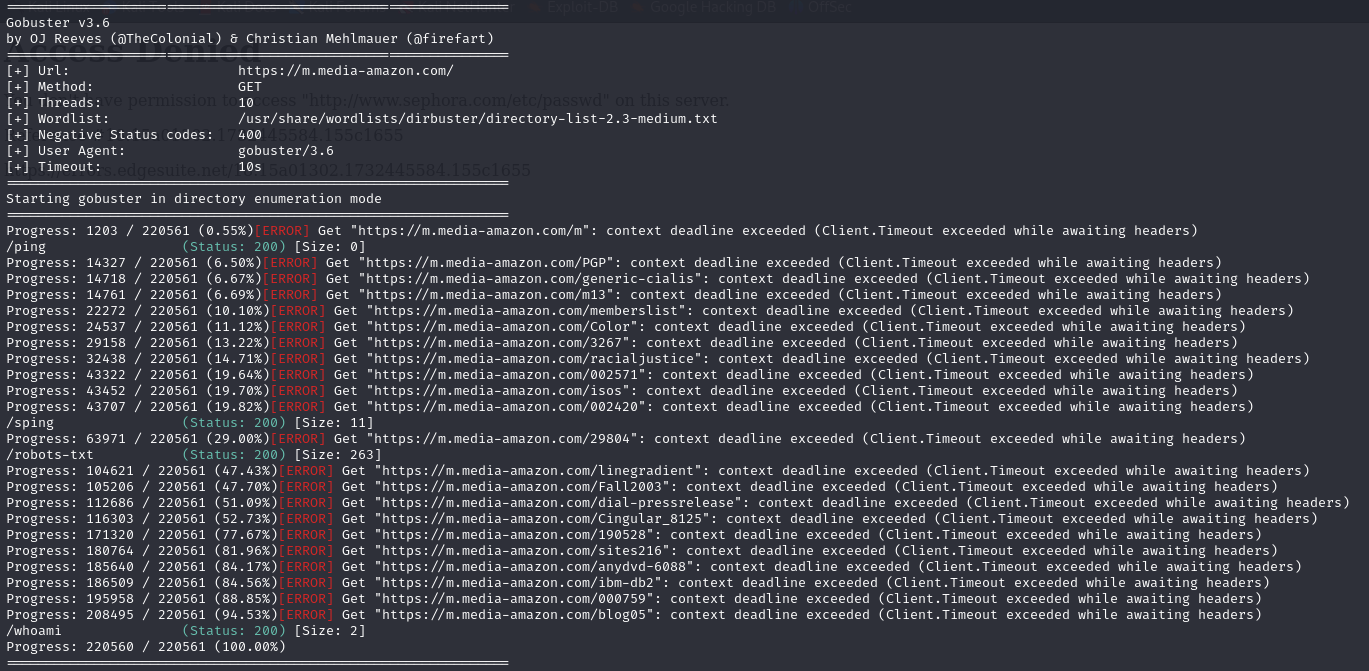 Exploit-DB Google Hacking DB OffSec
Gobuster v3.6
by OJ Reeves (@TheColonial) & Christian Mehlmauer (@firefart)
Access Denied
[+] Url: https://m.media-amazon.com/
[+] Method: GET
permission to access "http://www.sephora.com/etc/passwd" on this server.
[+] Threads: 10
[+] Wordlist: /usr/share/wordlists/dirbuster/directory-list-2.3-medium.txt
[+] Negative Status codes: 400
[+] User Agent: gobuster/3.6
[+] Timeout: 10s
Starting gobuster in directory enumeration mode
Progress: 1203 / 220561 (0.55%)[ERROR] Get "https://m.media-amazon.com/m": context deadline exceeded (Client.Timeout exceeded while awaiting headers)
/ping (Status: 200) [Size: 0]
Progress: 14327 / 220561 (6.50%)[ERROR] Get "https://m.media-amazon.com/PGP": context deadline exceeded (Client.Timeout exceeded while awaiting headers)
Progress: 14718 / 220561 (6.67%)[ERROR] Get "https://m.media-amazon.com/generic-cialis": context deadline exceeded (Client.Timeout exceeded while awaiting headers)
Progress: 14761 / 220561 (6.69%)[ERROR] Get "https://m.media-amazon.com/m13": context deadline exceeded (Client.Timeout exceeded while awaiting headers)
Progress: 22272 / 220561 (10.10%)[ERROR] Get "https://m.media-amazon.com/memberslist": context deadline exceeded (Client.Timeout exceeded while awaiting headers)
Progress: 24537 / 220561 (11.12%)[ERROR] Get "https://m.media-amazon.com/Color": context deadline exceeded (Client.Timeout exceeded while awaiting headers)
Progress: 29158 / 220561 (13.22%)[ERROR] Get "https://m.media-amazon.com/3267": context deadline exceeded (Client.Timeout exceeded while awaiting headers)
Progress: 32438 / 220561 (14.71%)[ERROR] Get "https://m.media-amazon.com/racialjustice": context deadline exceeded (Client.Timeout exceeded while awaiting headers)
Progress: 43322 / 220561 (19.64%)[ERROR] Get "https://m.media-amazon.com/002571": context deadline exceeded (Client.Timeout exceeded while awaiting headers)
Progress: 43452 / 220561 (19.70%)[ERROR] Get "https://m.media-amazon.com/isos": context deadline exceeded (Client.Timeout exceeded while awaiting headers)
Progress: 43707 / 220561 (19.82%)[ERROR] Get "https://m.media-amazon.com/002420": context deadline exceeded (Client.Timeout exceeded while awaiting headers)
/sping (Status: 200) [Size: 11]
Progress: 63971 / 220561 (29.00%)[ERROR] Get "https://m.media-amazon.com/29804": context deadline exceeded (Client.Timeout exceeded while awaiting headers)
/robots-txt (Status: 200) [Size: 263]
Progress: 104621 / 220561 (47.43%)[ERROR] Get "https://m.media-amazon.com/linegradient": context deadline exceeded (Client.Timeout exceeded while awaiting headers)
Progress: 105206 / 220561 (47.70%)[ERROR] Get "https://m.media-amazon.com/Fall2003": context deadline exceeded (Client.Timeout exceeded while awaiting headers)
Progress: 112686 / 220561 (51.09%)[ERROR] Get "https://m.media-amazon.com/dial-pressrelease": context deadline exceeded (Client.Timeout exceeded while awaiting headers)
Progress: 116303 / 220561 (52.73%)[ERROR] Get "https://m.media-amazon.com/Cingular_8125": context deadline exceeded (Client.Timeout exceeded while awaiting headers)
Progress: 171320 / 220561 (77.67%)[ERROR] Get "https://m.media-amazon.com/190528": context deadline exceeded (Client.Timeout exceeded while awaiting headers)
Progress: 180764 / 220561 (81.96%)[ERROR] Get "https://m.media-amazon.com/sites216": context deadline exceeded (Client.Timeout exceeded while awaiting headers)
Progress: 185640 / 220561 (84.17%)[ERROR] Get "https://m.media-amazon.com/anydvd-6088": context deadline exceeded (Client.Timeout exceeded while awaiting headers)
Progress: 186509 / 220561 (84.56%)[ERROR] Get "https://m.media-amazon.com/ibm-db2": context deadline exceeded (Client.Timeout exceeded while awaiting headers)
Progress: 195958 / 220561 (88.85%)[ERROR] Get "https://m.media-amazon.com/000759": context deadline exceeded (Client.Timeout exceeded while awaiting headers)
Progress: 208495 / 220561 (94.53%)[ERROR] Get "https://m.media-amazon.com/blog05": context deadline exceeded (Client.Timeout exceeded while awaiting headers)
/whoami (Status: 200) [Size: 2]
Progress: 220560 / 220561 (100.00%)